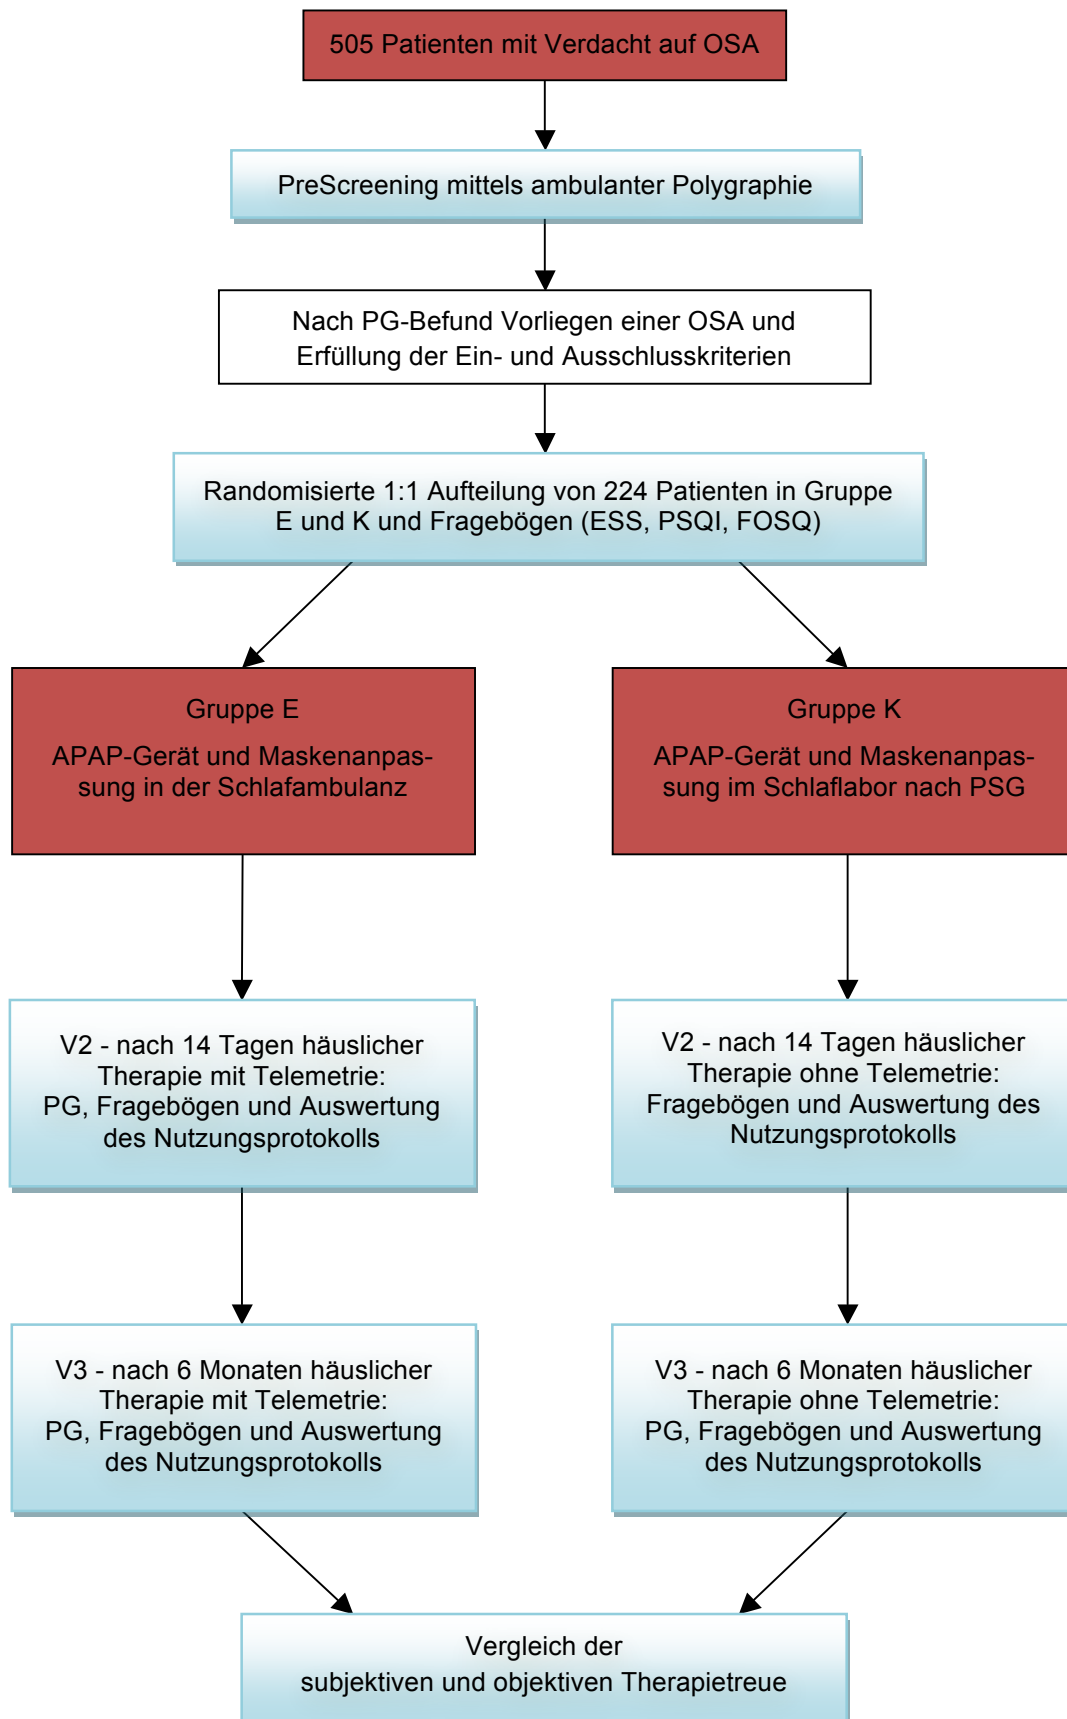 505 Patienten mit Verdacht auf OSA
PreScreening mittels ambulanter Polygraphie
Nach PG-Befund Vorliegen einer OSA und
Erfüllung der Ein- und Ausschlusskriterien
Randomisierte 1:1 Aufteilung von 224 Patienten in Gruppe
E und K und Fragebögen (ESS, PSQI, FOSQ)
Gruppe E
APAP-Gerät und Maskenanpas-
sung in der Schlafambulanz
Gruppe K
APAP-Gerät und Maskenanpas-
sung im Schlaflabor nach PSG
V2 - nach 14 Tagen häuslicher
Therapie mit Telemetrie:
PG, Fragebögen und Auswertung
des Nutzungsprotokolls
V2 - nach 14 Tagen häuslicher
Therapie ohne Telemetrie:
Fragebögen und Auswertung des
Nutzungsprotokolls
V3 - nach 6 Monaten häuslicher
Therapie mit Telemetrie:
PG, Fragebögen und Auswertung
des Nutzungsprotokolls
V3 - nach 6 Monaten häuslicher
Therapie ohne Telemetrie:
PG, Fragebögen und Auswertung
des Nutzungsprotokolls
Vergleich der
subjektiven und objektiven Therapietreue